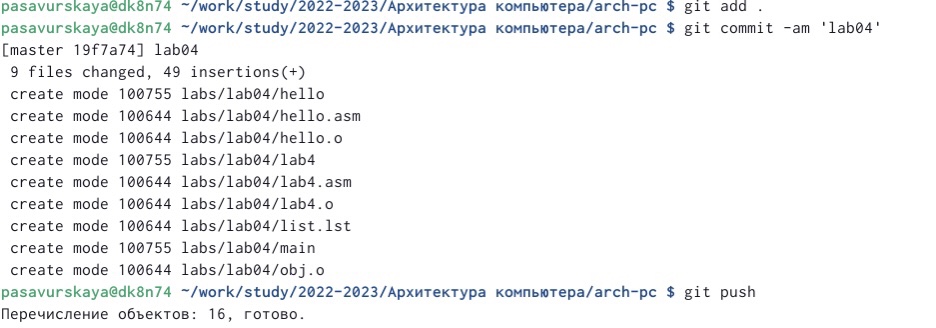 pasavurskaya@dk8n74 ~/work/study/2022-2023/Архитектура компьютера/arch-pc $ git add .
pasavurskaya@dk8n74 ~/work/study/2022-2023/Архитектура компьютера/arch-pc $ git commit -am 'lab04'
[master 19f7a74] lab04
 9 files changed, 49 insertions(+)
 create mode 100755 labs/lab04/hello
 create mode 100644 labs/lab04/hello.asm
 create mode 100644 labs/lab04/hello.o
 create mode 100755 labs/lab04/lab4
 create mode 100644 labs/lab04/lab4.asm
 create mode 100644 labs/lab04/lab4.o
 create mode 100644 labs/lab04/list.lst
 create mode 100755 labs/lab04/main
 create mode 100644 labs/lab04/obj.o
pasavurskaya@dk8n74 ~/work/study/2022-2023/Архитектура компьютера/arch-pc $ git push
Перечисление объектов: 16, готово.